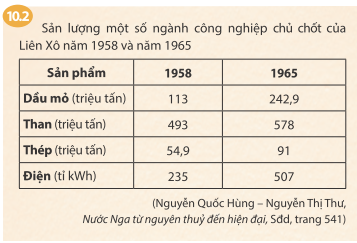 10.2
Sản lượng một số ngành công nghiệp chủ chốt của
Liên Xô năm 1958 và năm 1965
Sản phẩm 1958 1965
Dầu mỏ (triệu tấn) 113 242,9
Than (triệu tấn) 493 578
Thép (triệu tấn) 54,9 91
Điện (tỉ kWh) 235 507
(Nguyễn Quốc Hùng – Nguyễn Thị Thư,
Nước Nga từ nguyên thuỷ đến hiện đại, Sđd, trang 541)